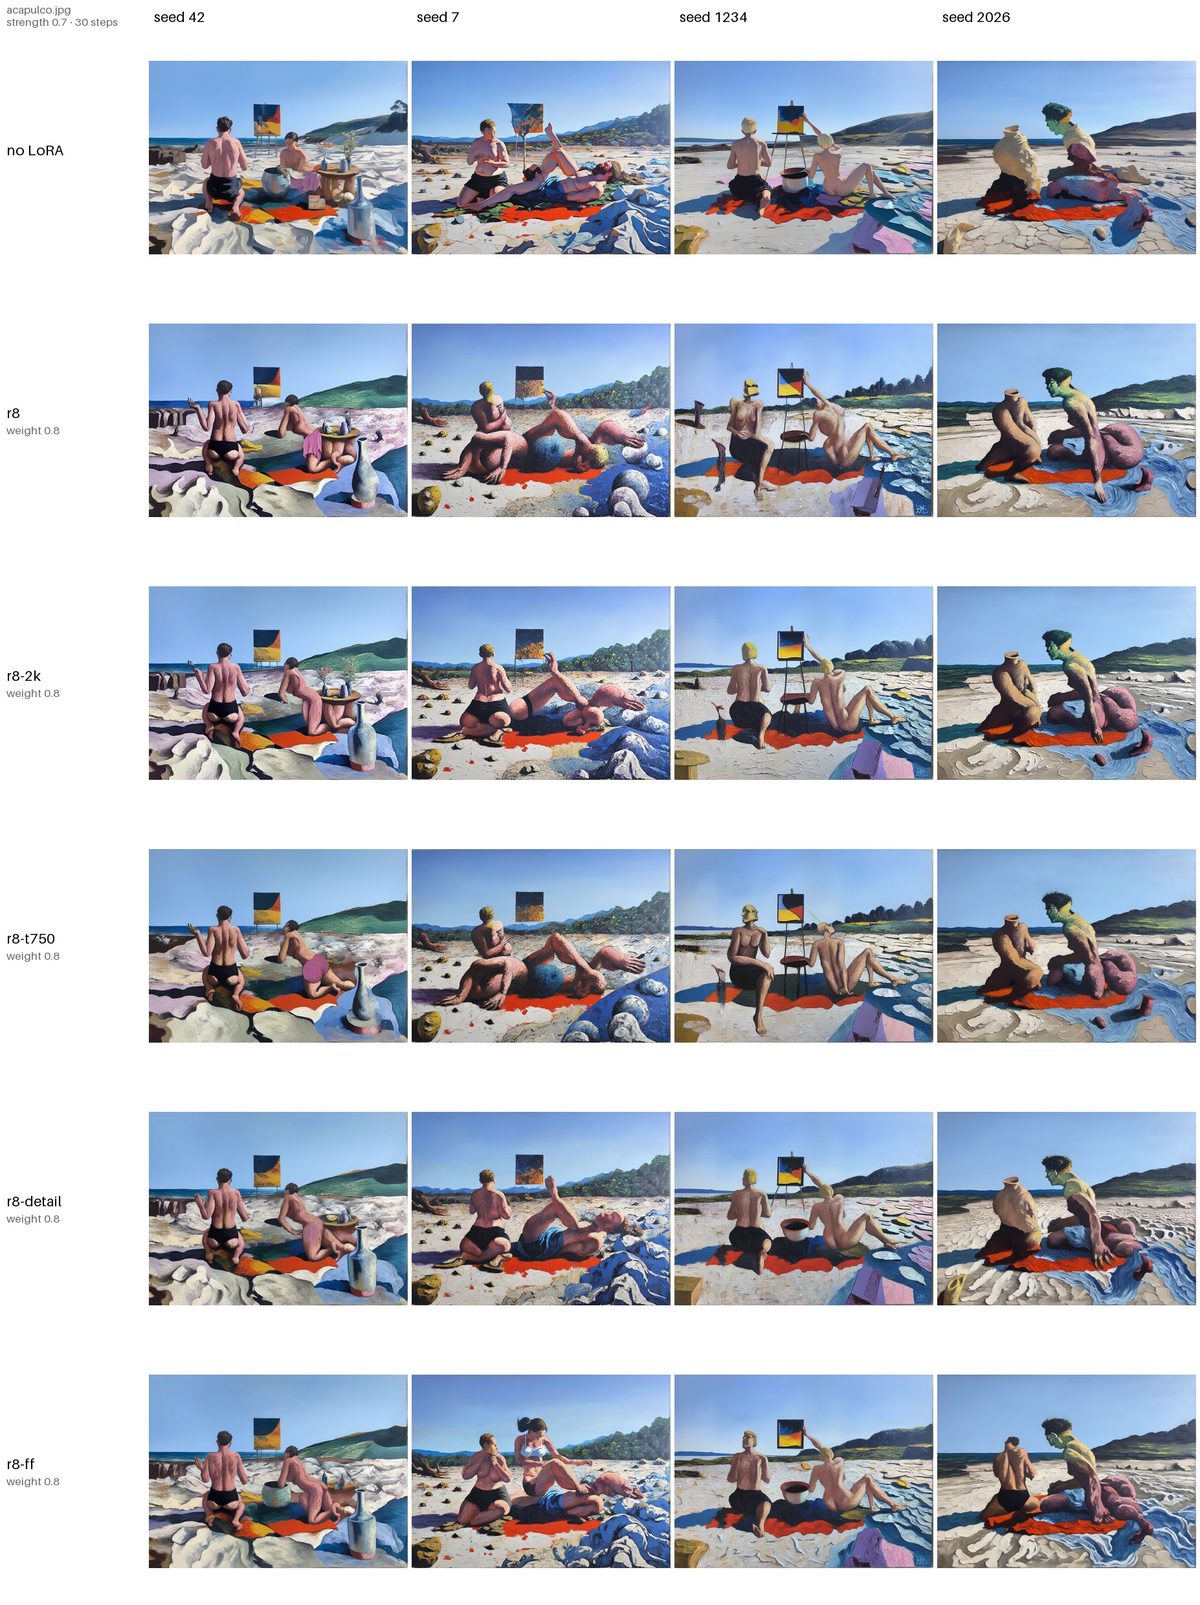 acapulco.jpg
strength 0.7 · 30 steps
seed 42
seed 7
seed 1234
seed 2026
no LoRA
r8
weight 0.8
r8-2k
weight 0.8
r8-t750
weight 0.8
r8-detail
weight 0.8
r8-ff
weight 0.8